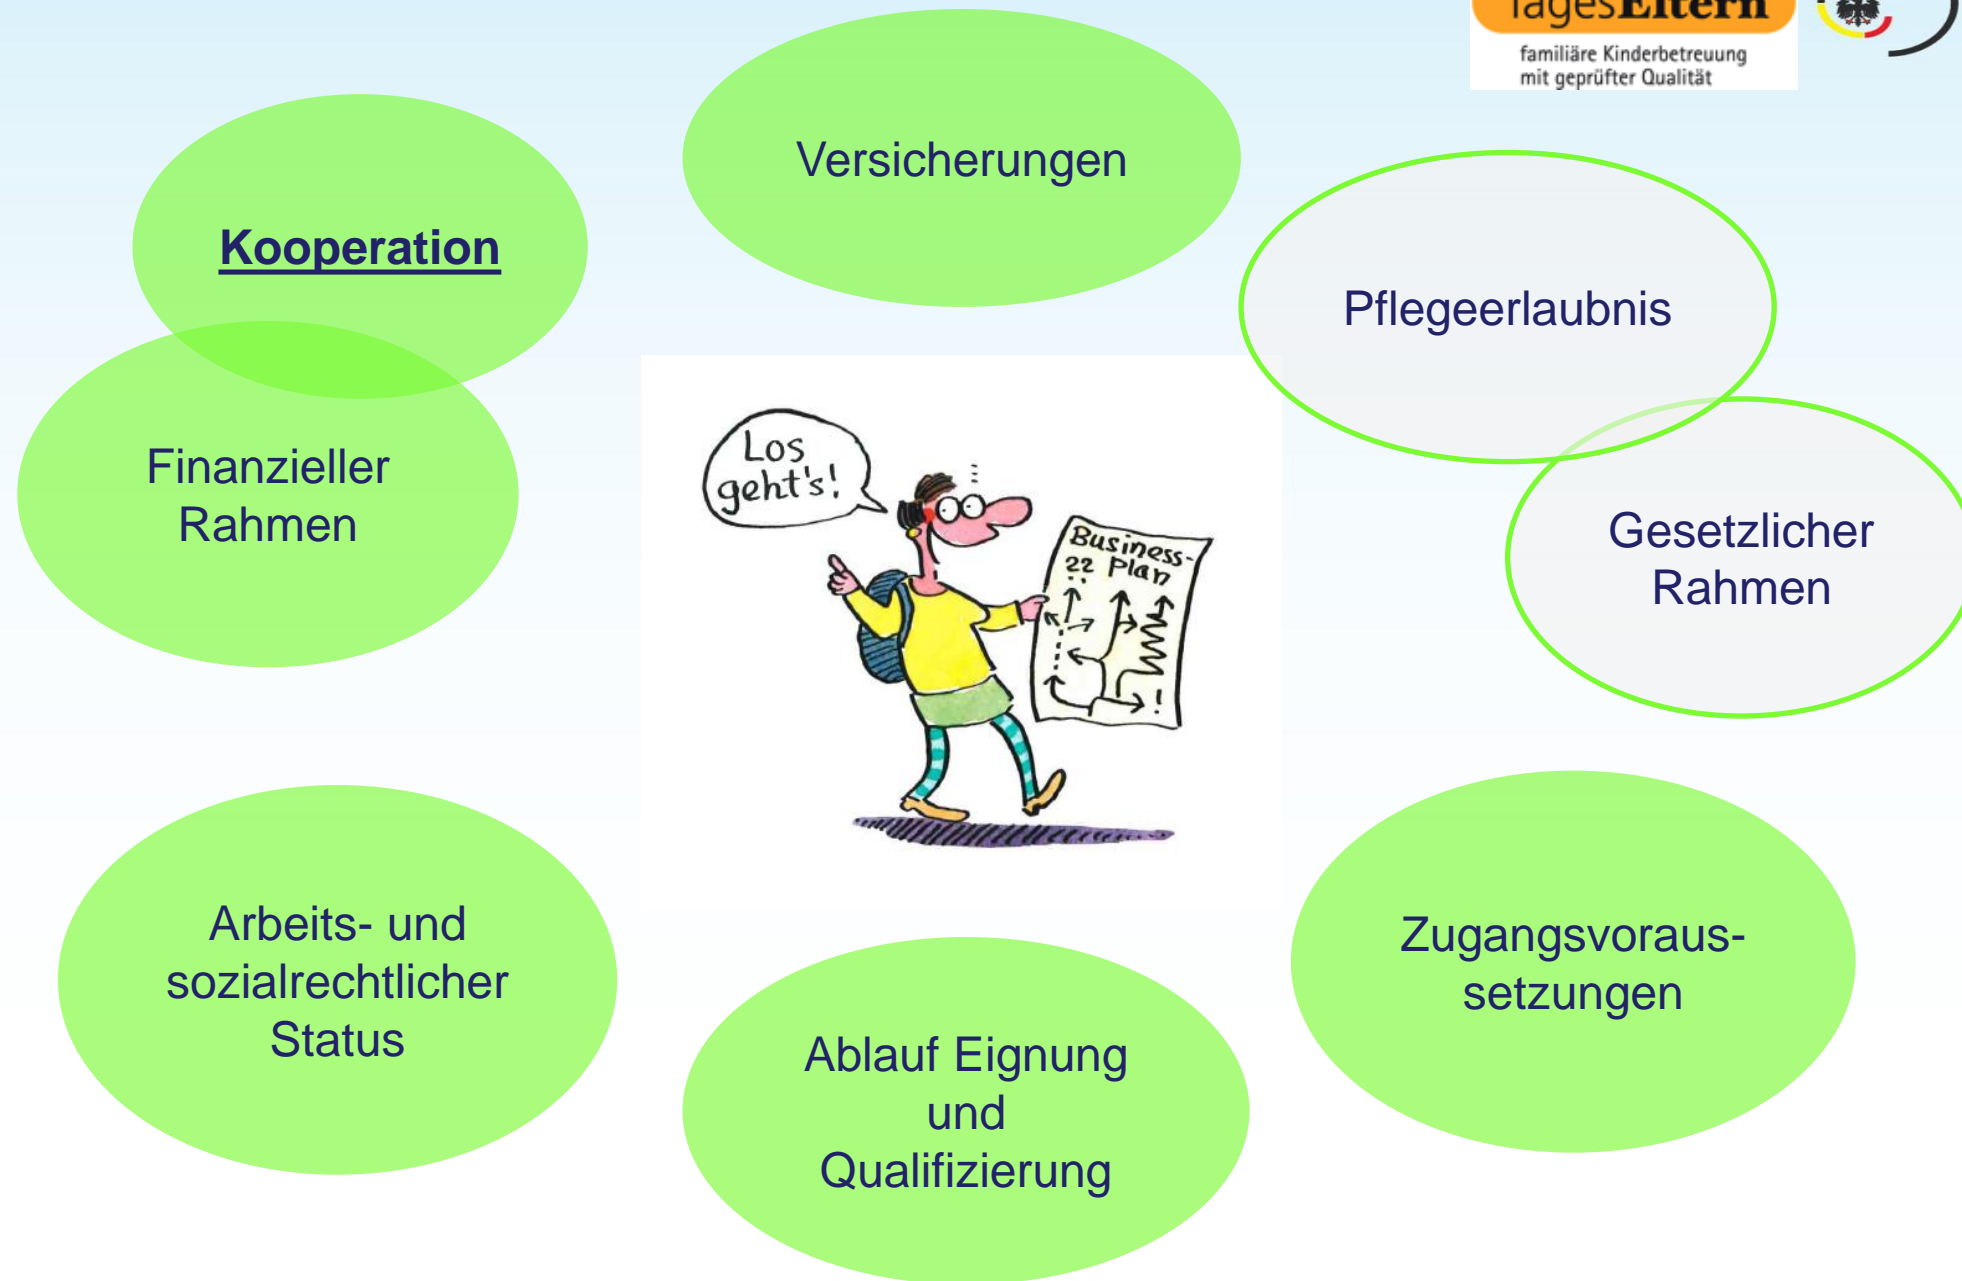 TagesEltern
familiäre Kinderbetreuung
mit geprüfter Qualität
Versicherungen
Kooperation
Pflegeerlaubnis
Finanzieller
Rahmen
Los
geht's!
Business-
22 Plan
!
Gesetzlicher
Rahmen
Arbeits- und
sozialrechtlicher
Status
Zugangsvoraus-
setzungen
Ablauf Eignung
und
Qualifizierung